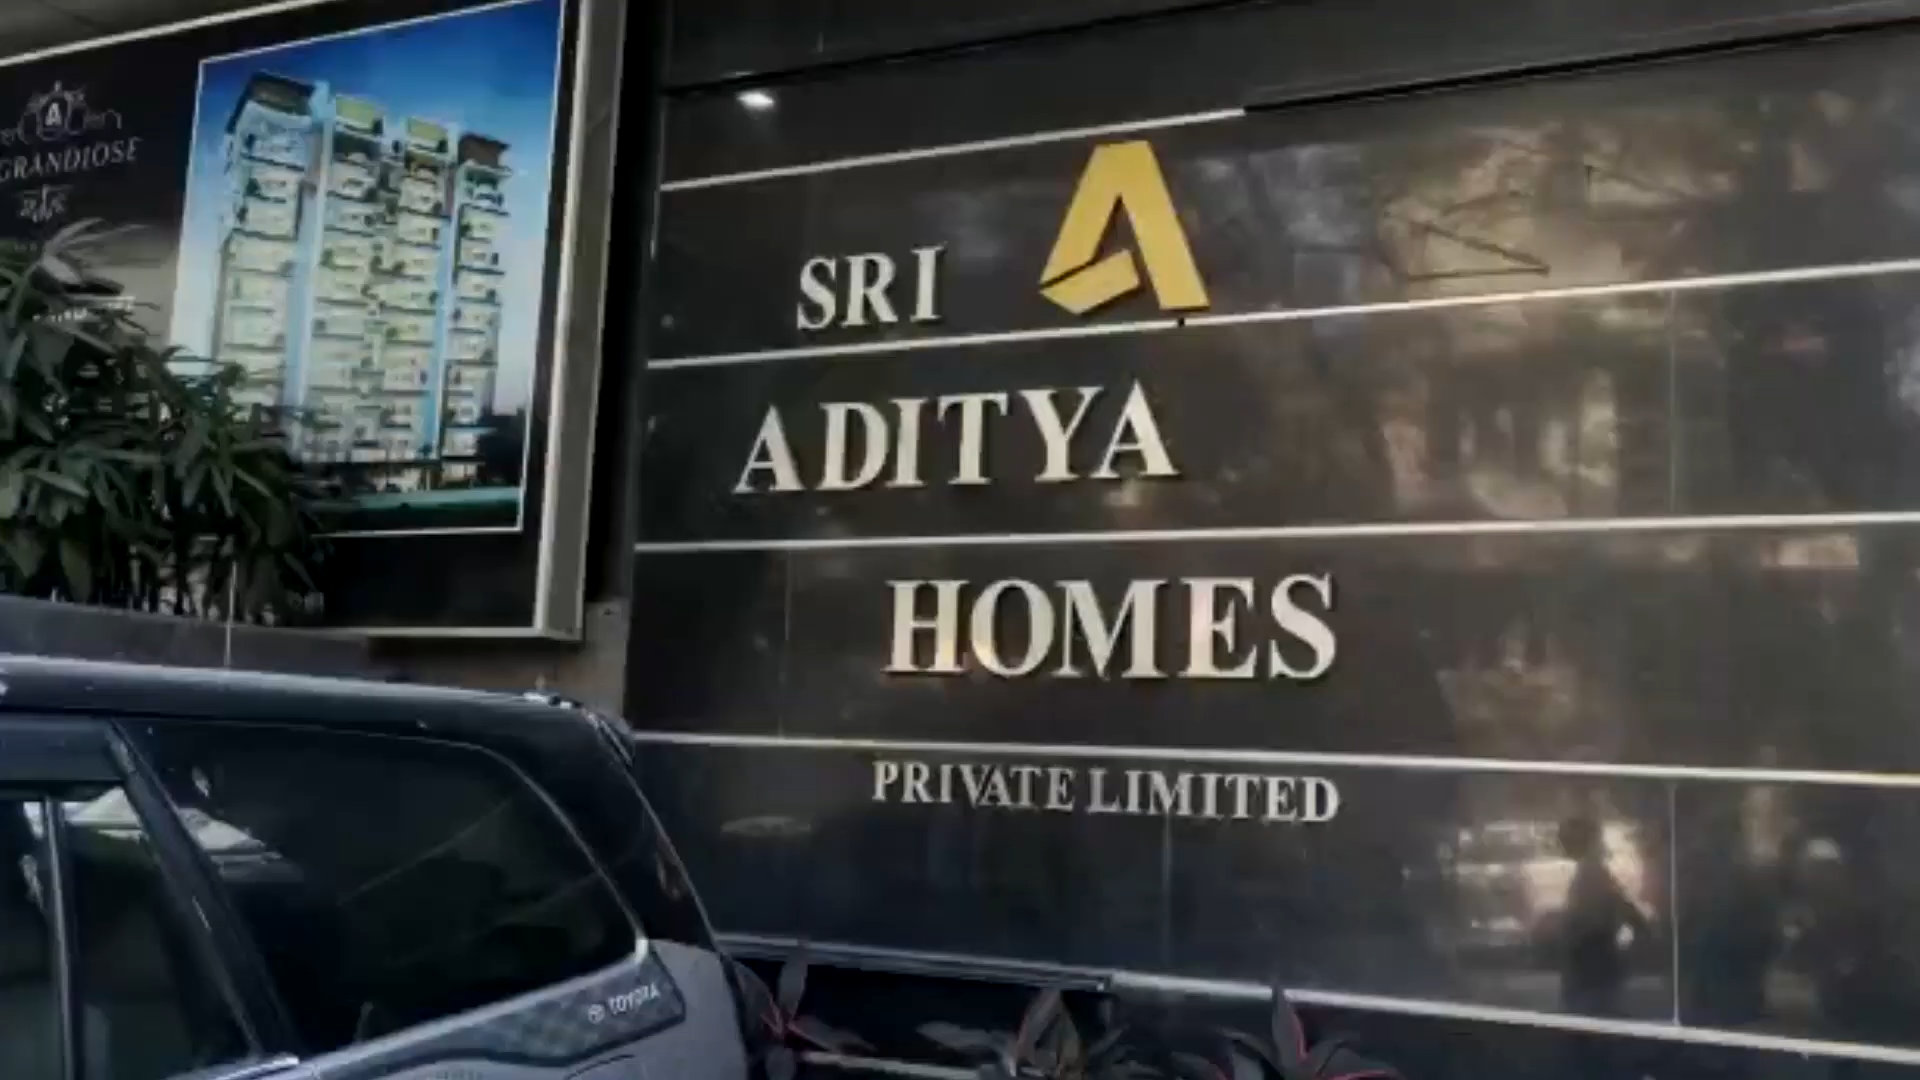 A
GRANDIOSE
SRI
ADITYA
HOMES
PRIVATE LIMITED
TOYOTA